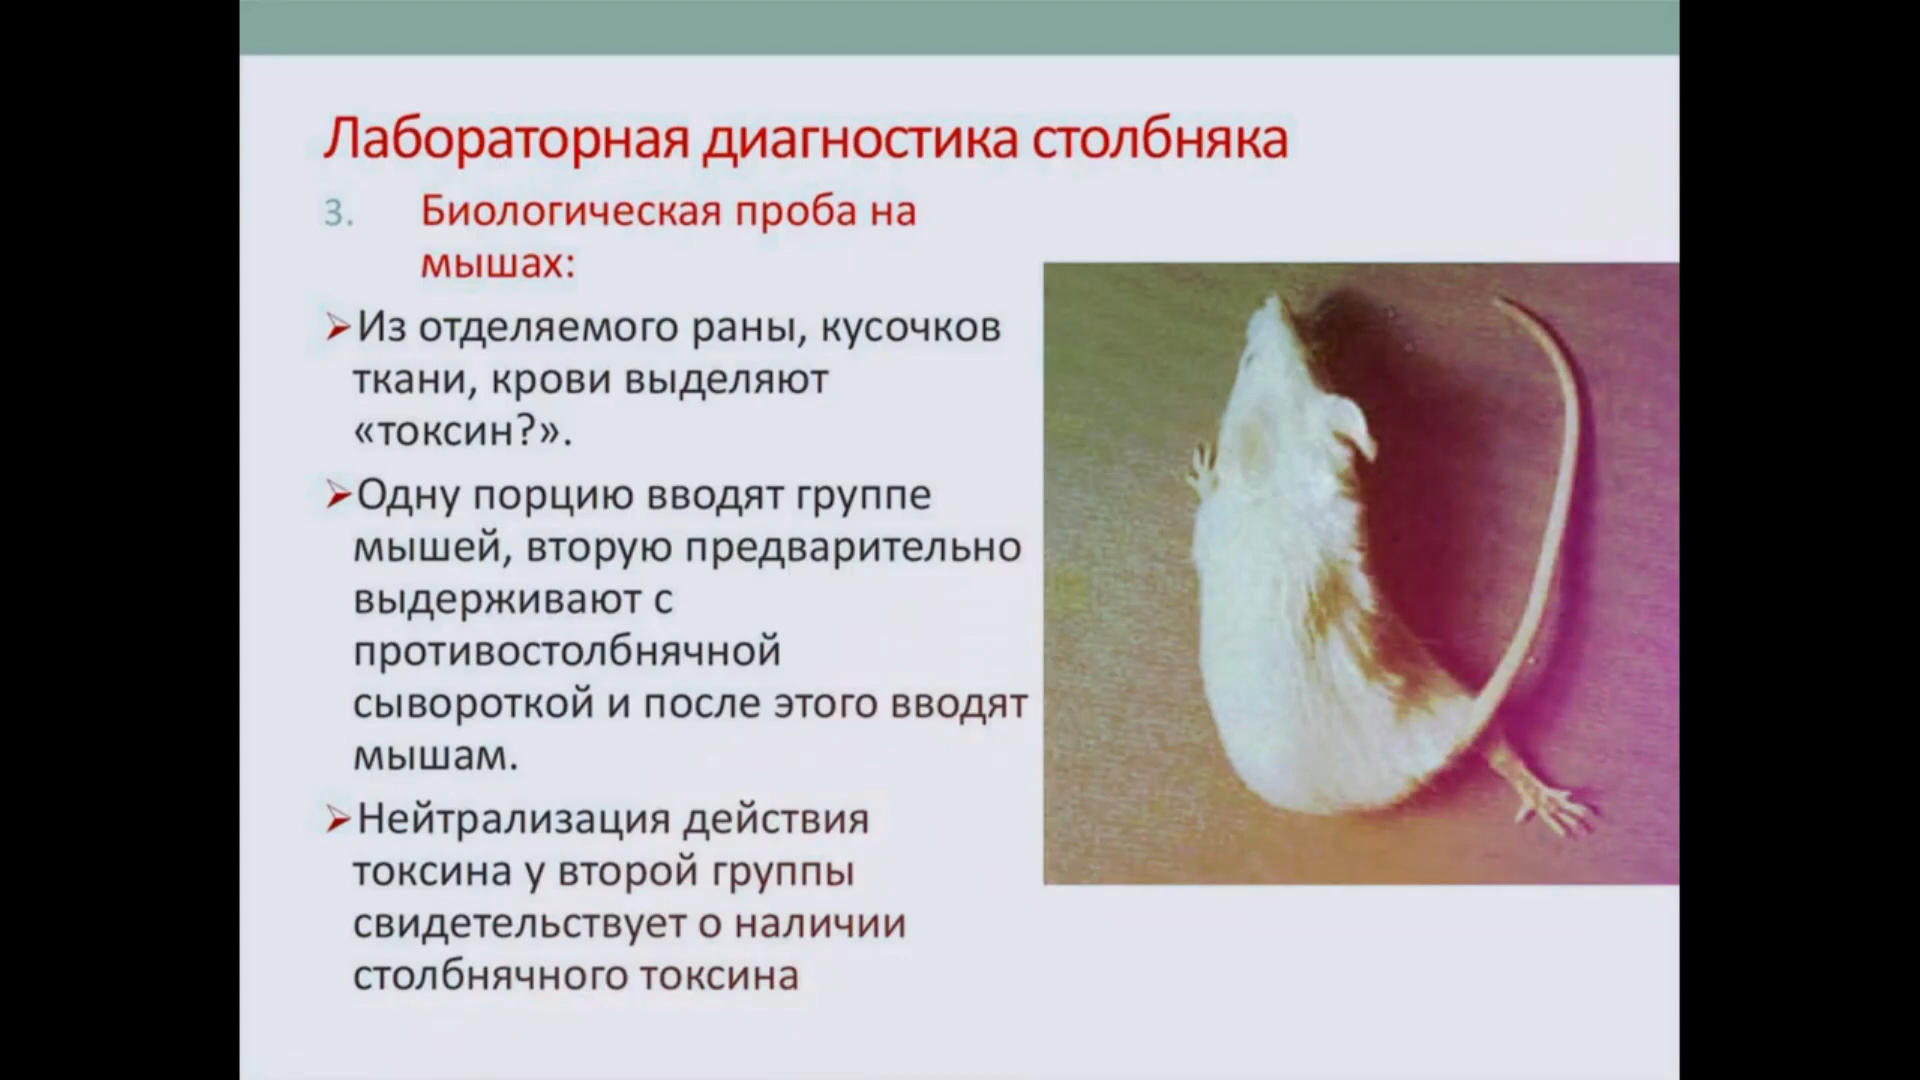 Лабораторная диагностика столбняка
3. Биологическая проба на
мышах:
Из отделяемого раны, кусочков
ткани, крови выделяют
«токсин?».
Одну порцию вводят группе
мышей, вторую предварительно
выдерживают с
противостолбнячной
сывороткой и после этого вводят
мышам.
Нейтрализация действия
токсина у второй группы
свидетельствует о наличии
столбнячного токсина